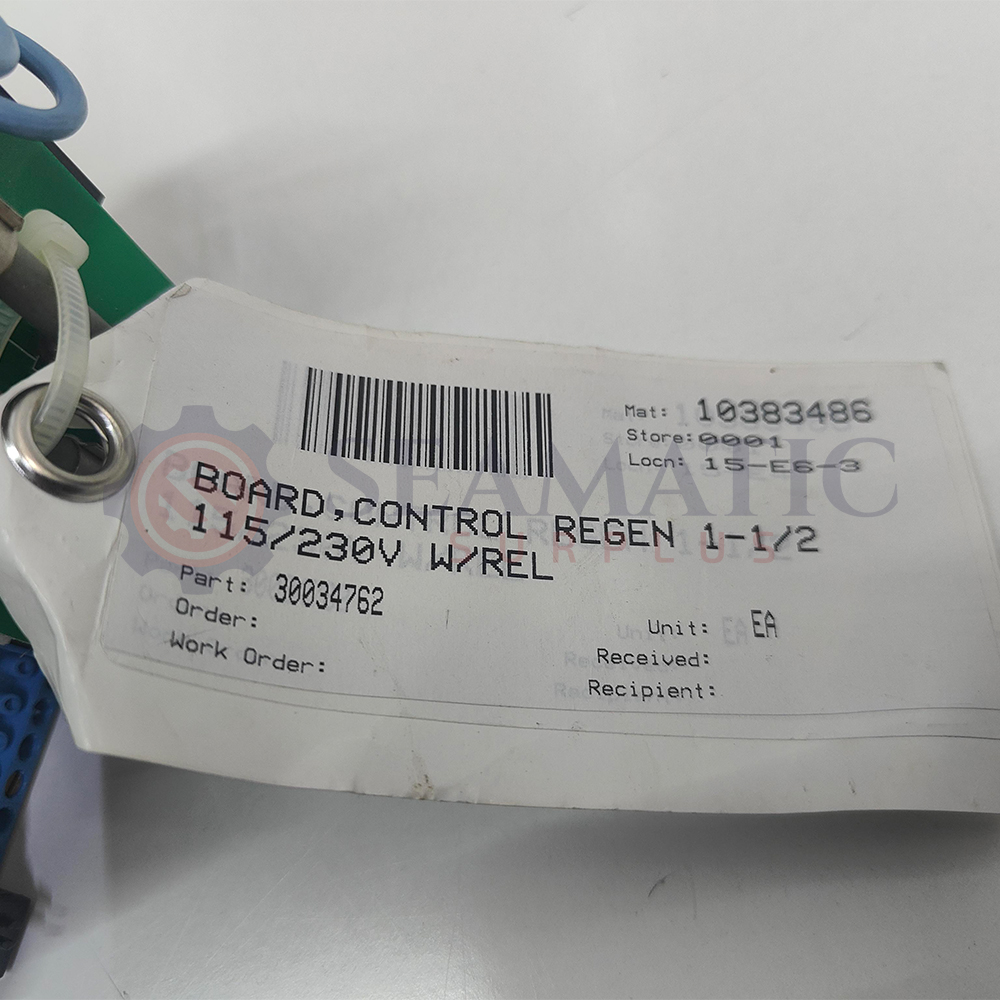 Mat: 10383486
Store: 0001
Locn: 15-E6-3
BOARD,CONTROL REGEN 1-1/2
115/230V W/REL
Part: 30034762
Order:
Work Order:
Unit: EA
Received:
Recipient:
SEAMATIC
SURPLUS